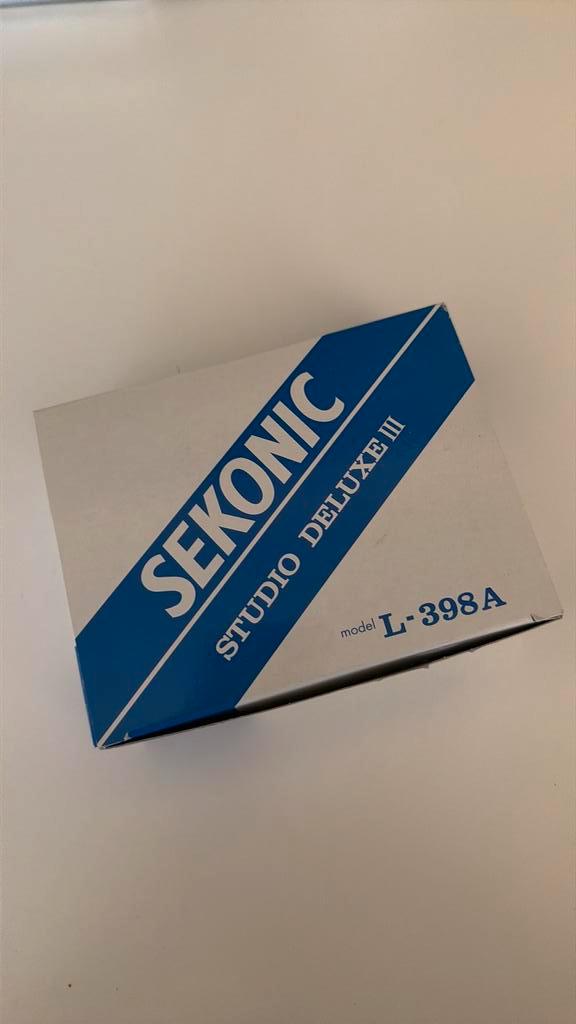 SEKONIC
STUDIO DELUXE III
model L-398A